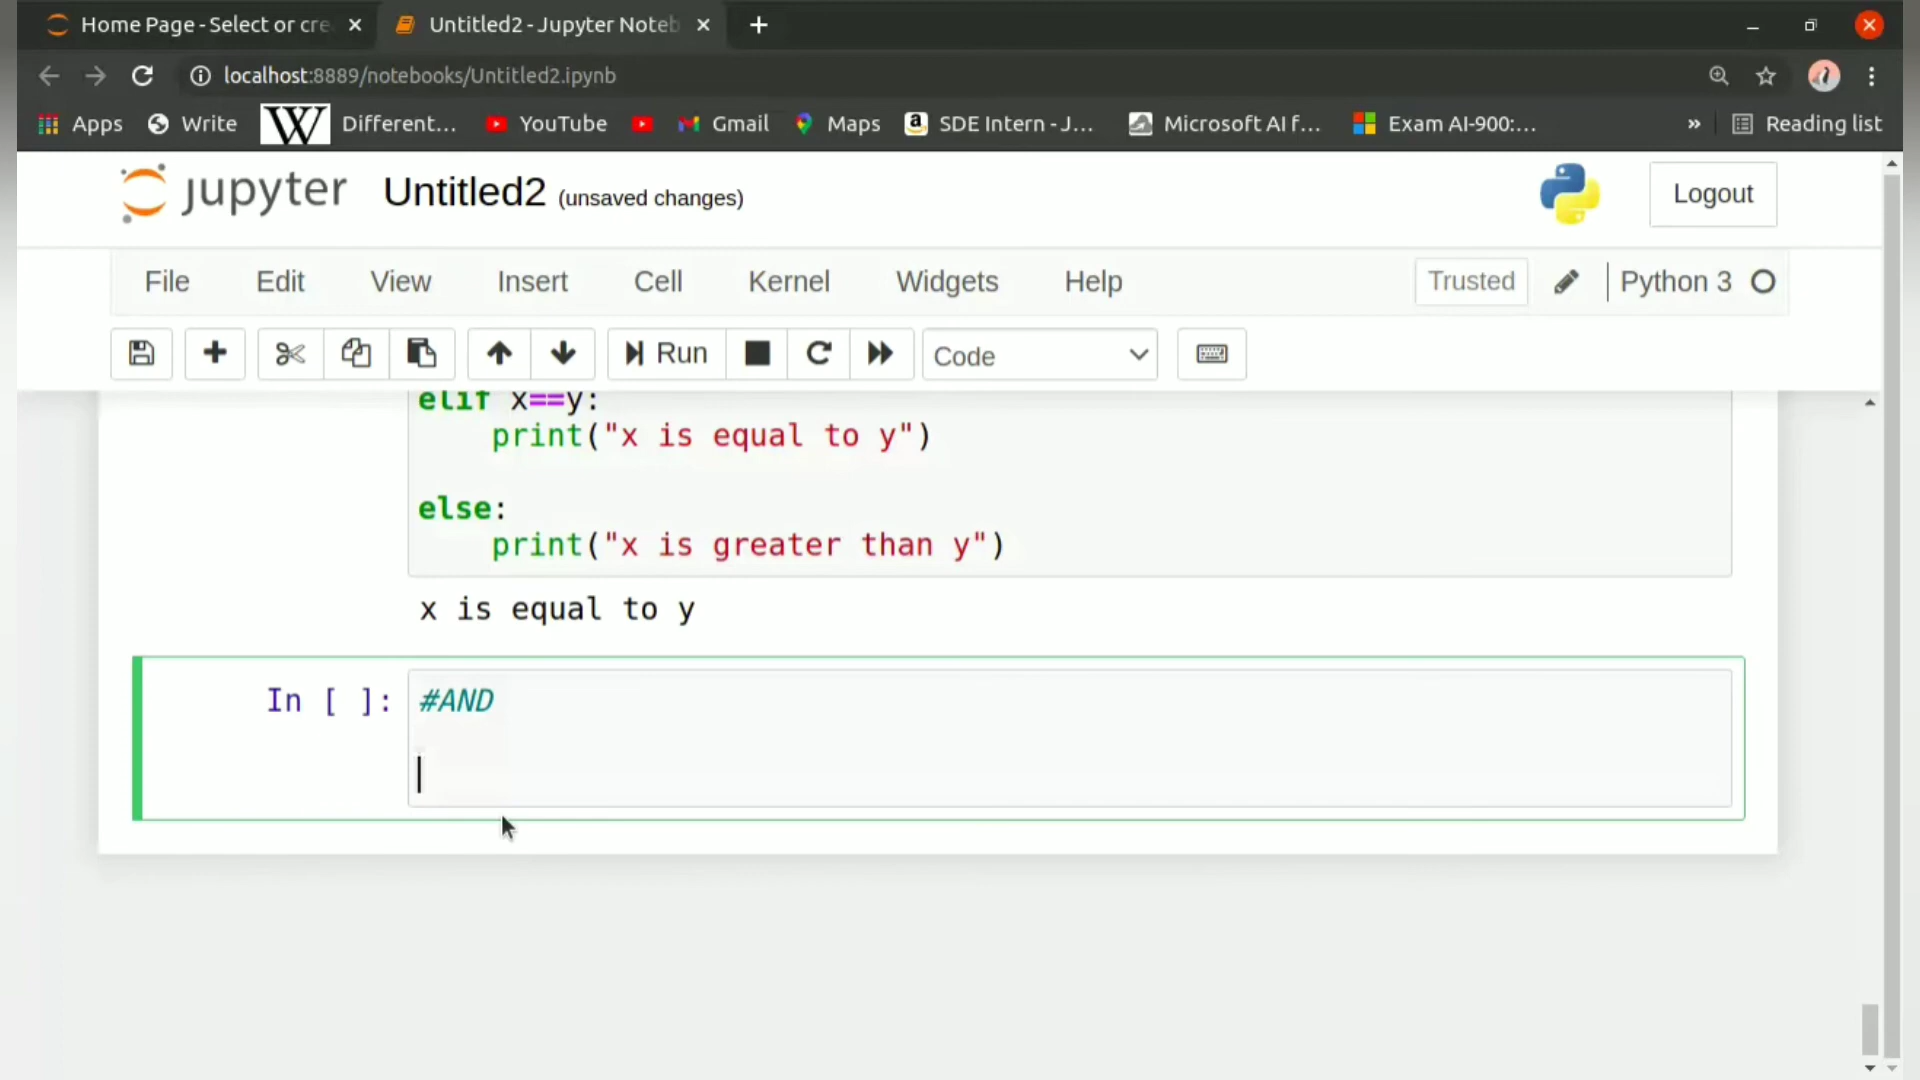 Home Page - Select or cre
Untitled2 - Jupyter Noteb
localhost:8889/notebooks/Untitled2.ipynb
Apps
Write
W
Different...
YouTube
Gmail
Maps
a
SDE Intern - J...
Microsoft AI f...
Exam AI-900:...
»
Reading list
jupyter
Untitled2 (unsaved changes)
Logout
File
Edit
View
Insert
Cell
Kernel
Widgets
Help
Trusted
Python 3
Run
Code
elif x==y:
print("x is equal to y")
else:
print("x is greater than y")
x is equal to y
In [ ]:
#AND